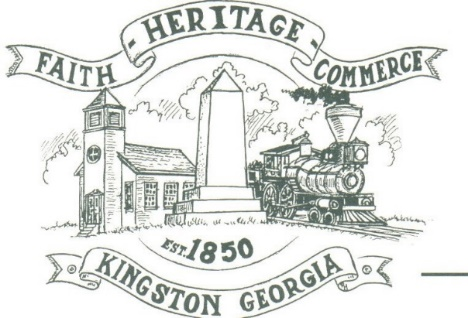 FAITH - HERITAGE - COMMERCE
EST. 1850
KINGSTON GEORGIA